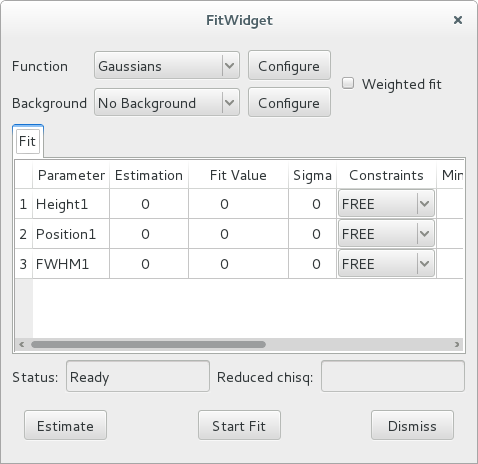 FitWidget ×
Function Gaussians Configure
Weighted fit
Background No Background Configure
Fit
Parameter Estimation Fit Value Sigma Constraints Min
1 Height1 0 0 0 FREE
2 Position1 0 0 0 FREE
3 FWHM1 0 0 0 FREE
Status: Ready Reduced chisq:
Estimate Start Fit Dismiss